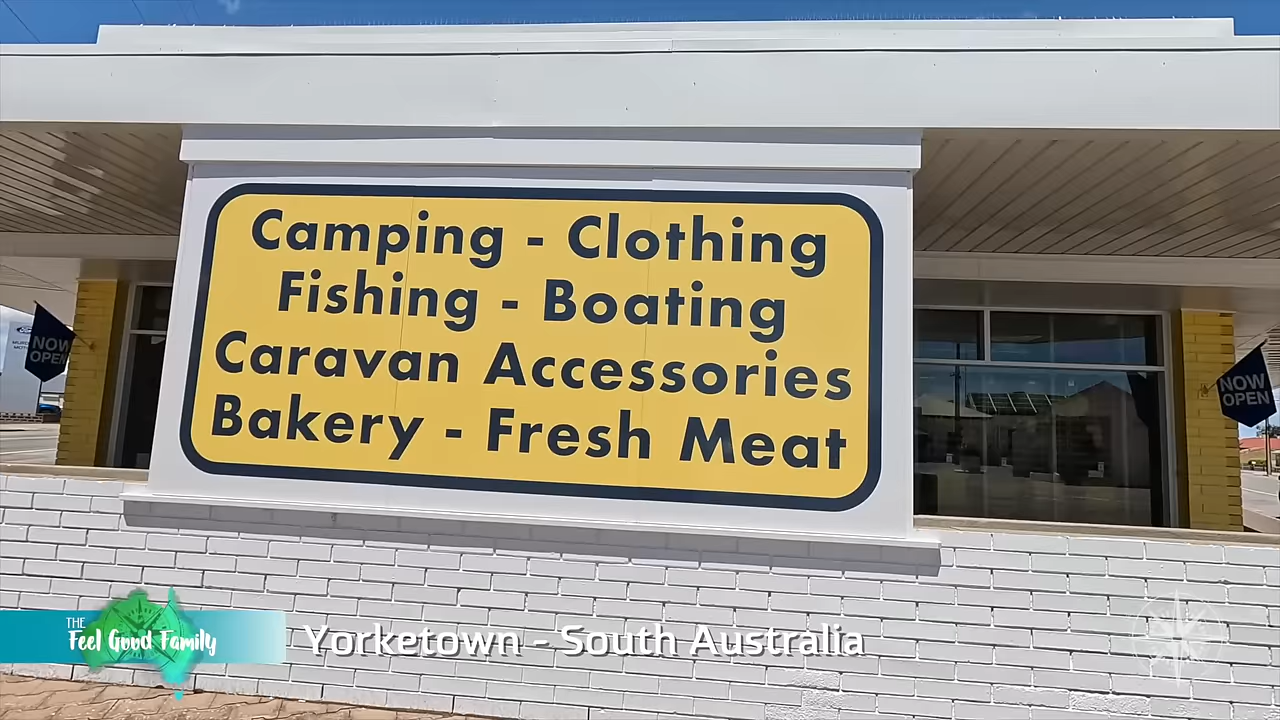 Camping - Clothing
Fishing - Boating
Caravan Accessories
Bakery - Fresh Meat
NOW
OPEN
NOW
OPEN
THE
Feel Good Family
Yorketown - South Australia